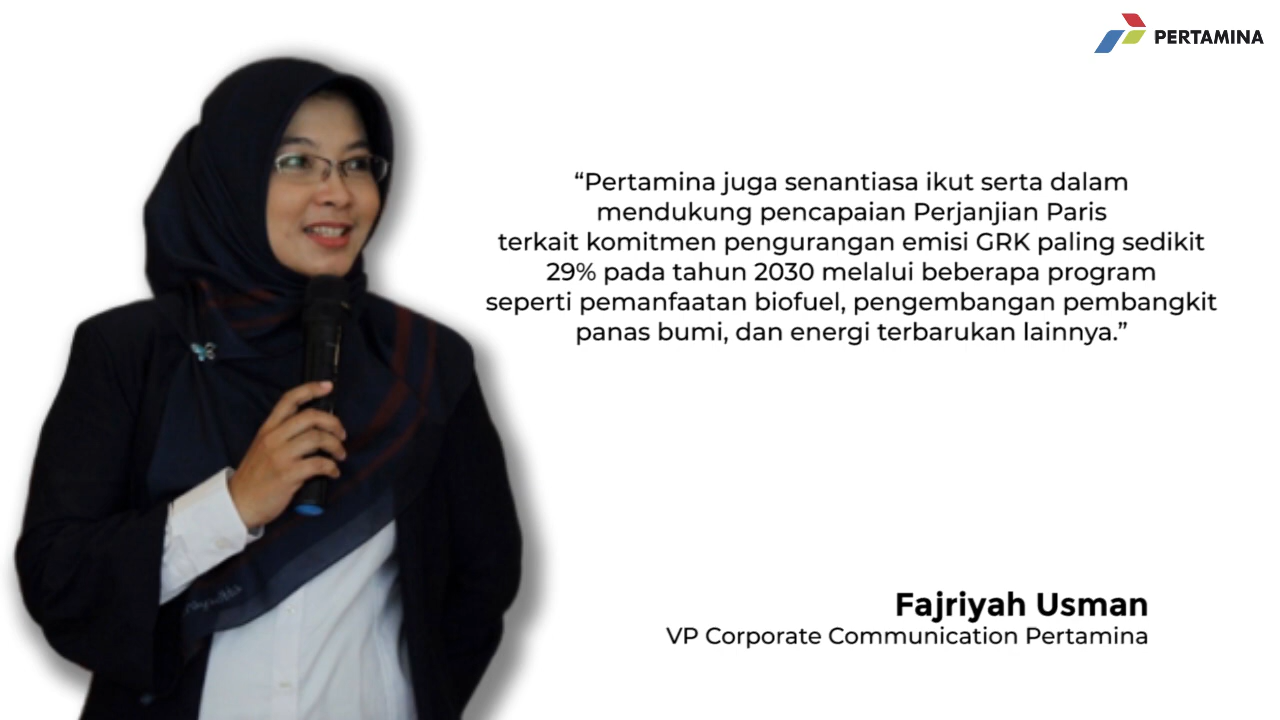 PERTAMINA
“Pertamina juga senantiasa ikut serta dalam
mendukung pencapaian Perjanjian Paris
terkait komitmen pengurangan emisi GRK paling sedikit
29% pada tahun 2030 melalui beberapa program
seperti pemanfaatan biofuel, pengembangan pembangkit
panas bumi, dan energi terbarukan lainnya.”
Fajriyah Usman
VP Corporate Communication Pertamina